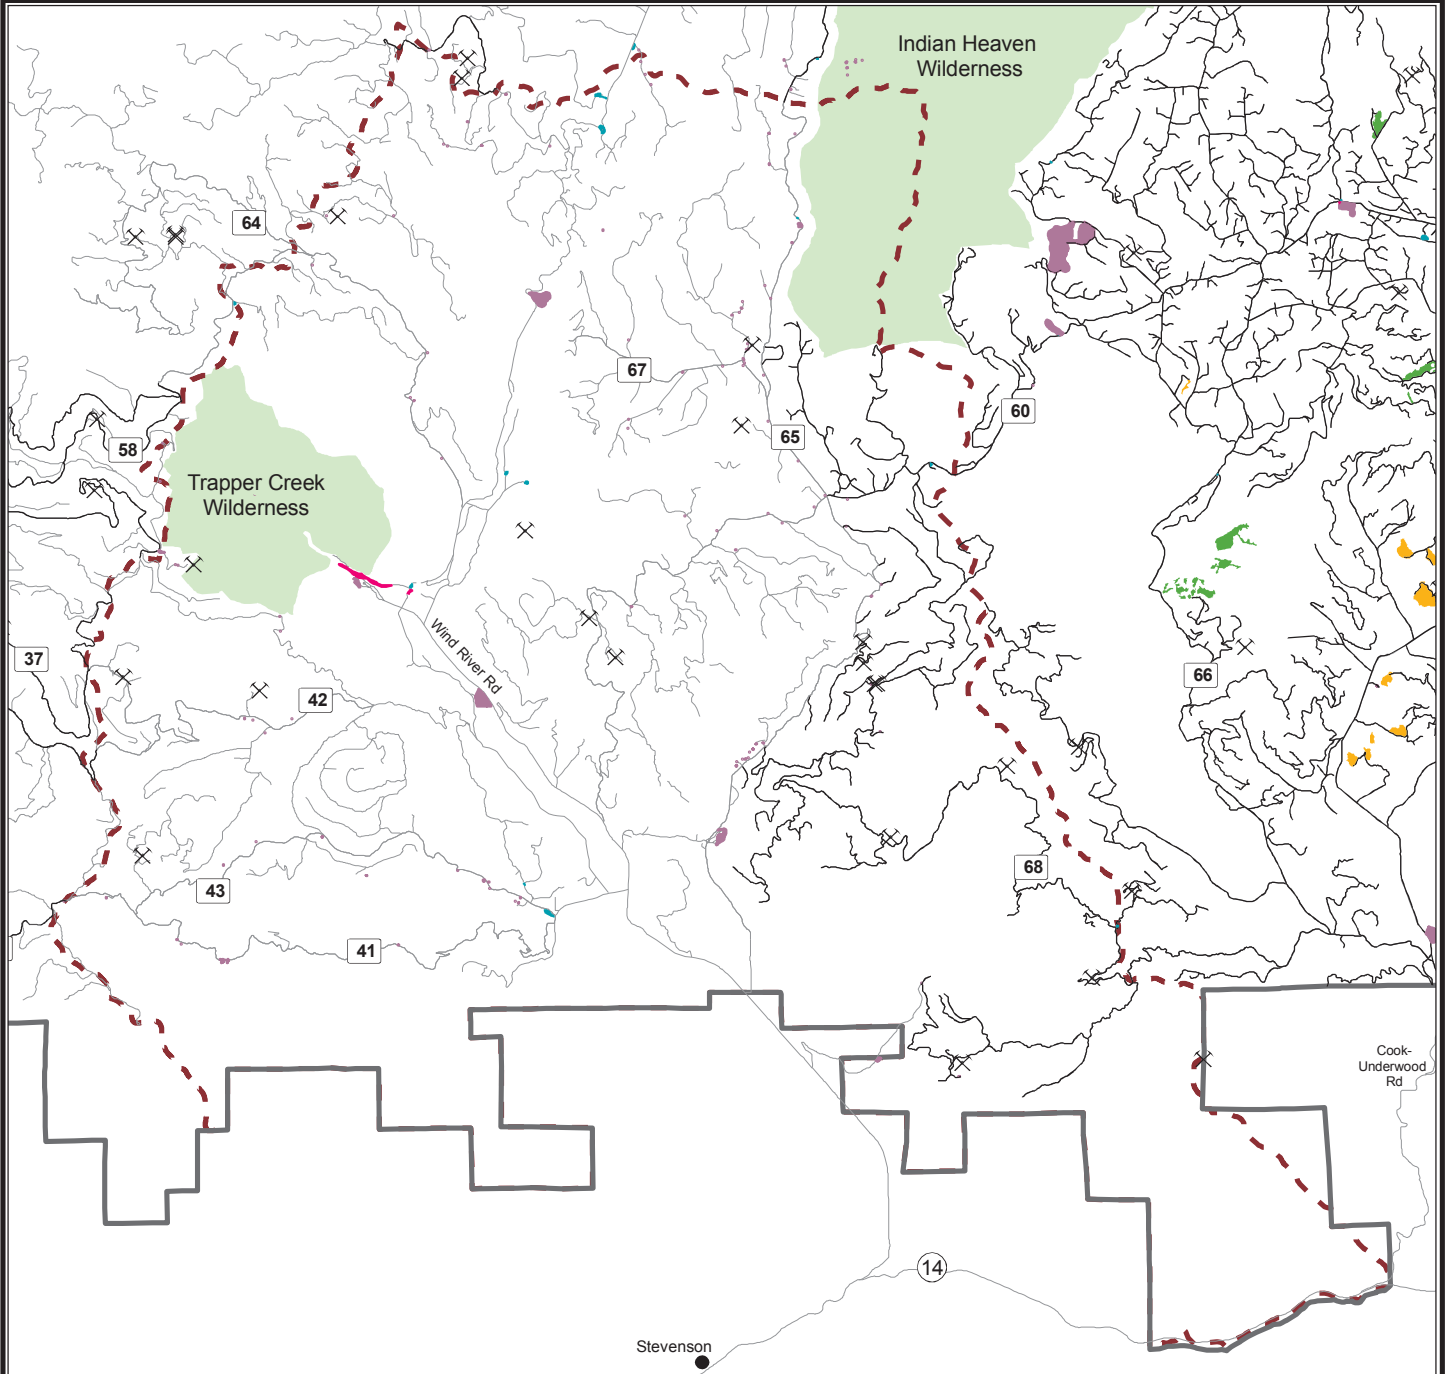 Indian Heaven
Wilderness
64
67
60
65
58
Trapper Creek
Wilderness
Wind River Rd
37
66
42
68
43
41
Cook-
Underwood
Rd
14
Stevenson